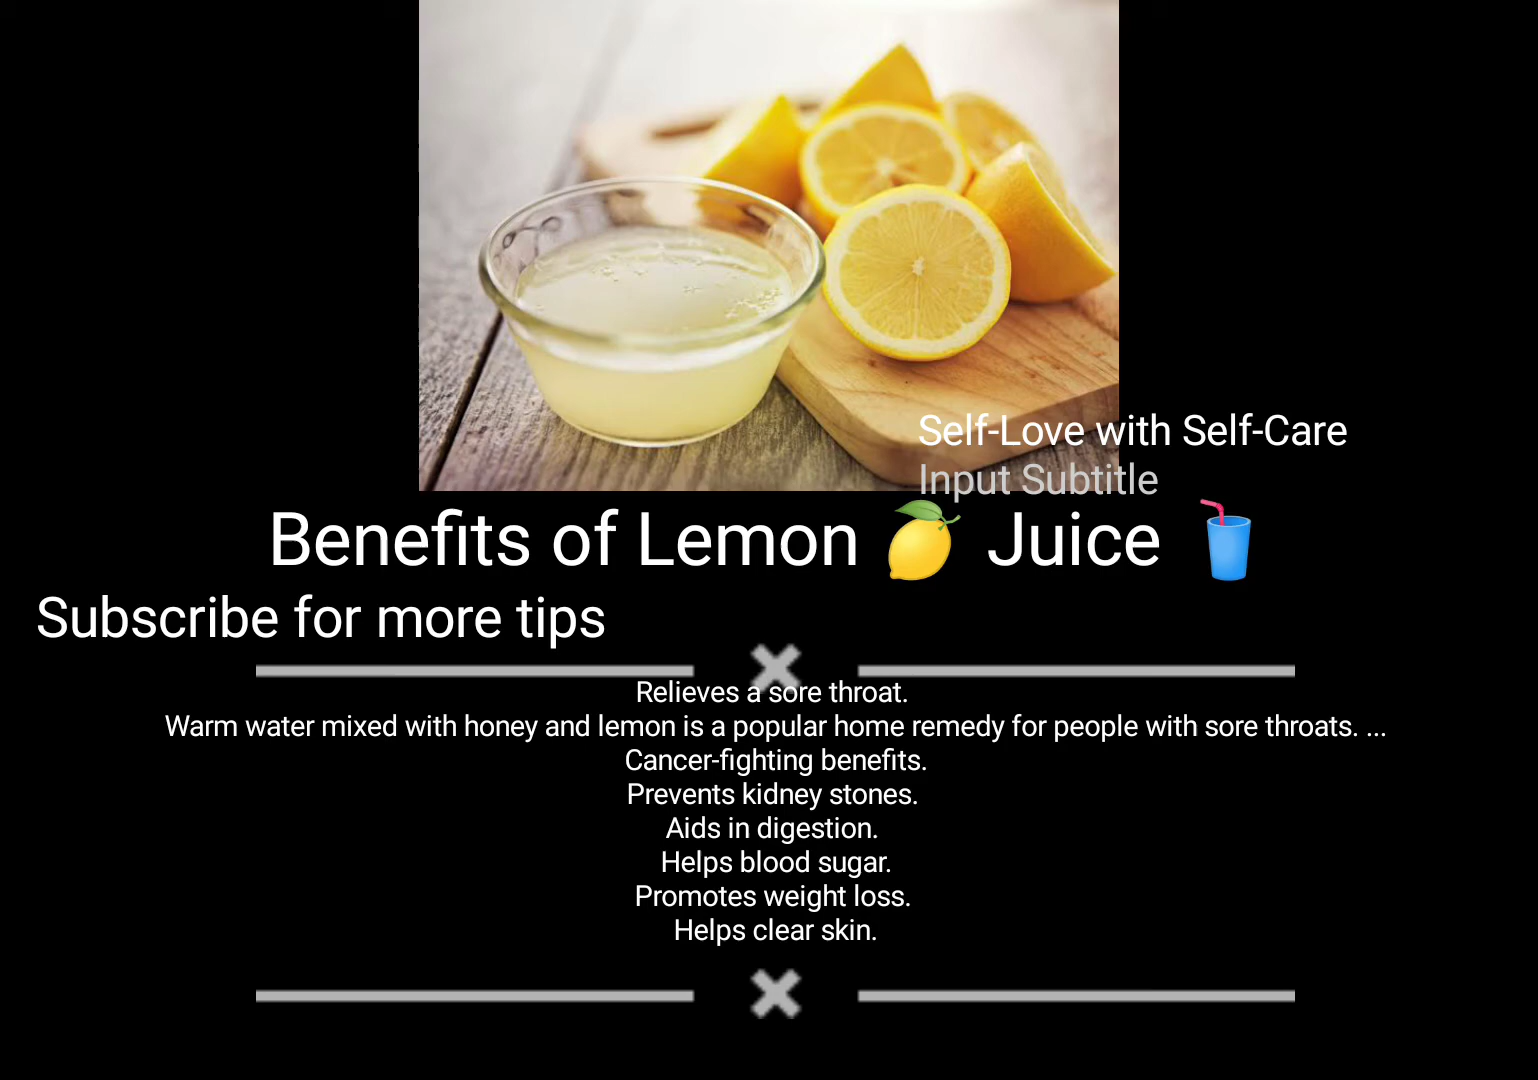 Self-Love with Self-Care
Input Subtitle
Benefits of Lemon 🍋 Juice 🥤
Subscribe for more tips
Relieves a sore throat.
Warm water mixed with honey and lemon is a popular home remedy for people with sore throats. ...
Cancer-fighting benefits.
Prevents kidney stones.
Aids in digestion.
Helps blood sugar.
Promotes weight loss.
Helps clear skin.